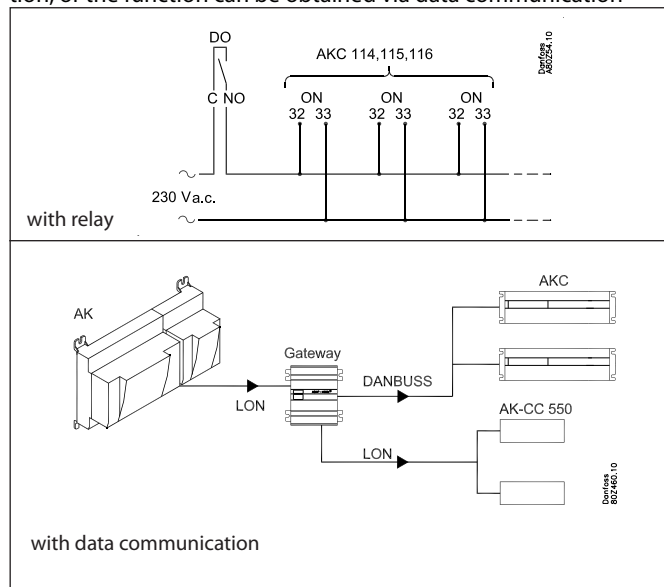 tion, or the function can be obtained via data communication
DO
AKC 114,115,116
Danfoss
A80Z54.10
C NO
ON ON ON
32 33 32 33 32 33
230 Va.c.
with relay
AK
AKC
Gateway
DANBUSS
LON
AK-CC 550
LON
Danfoss
80Z460.10
with data communication